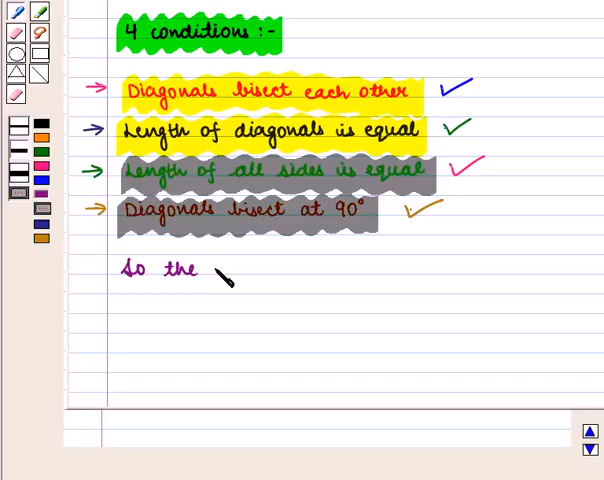 4 conditions :-
→ Diagonals bisect each other ✓
→ Length of diagonals is equal ✓
→ Length of all sides is equal ✓
→ Diagonals bisect at 90° ✓
So the